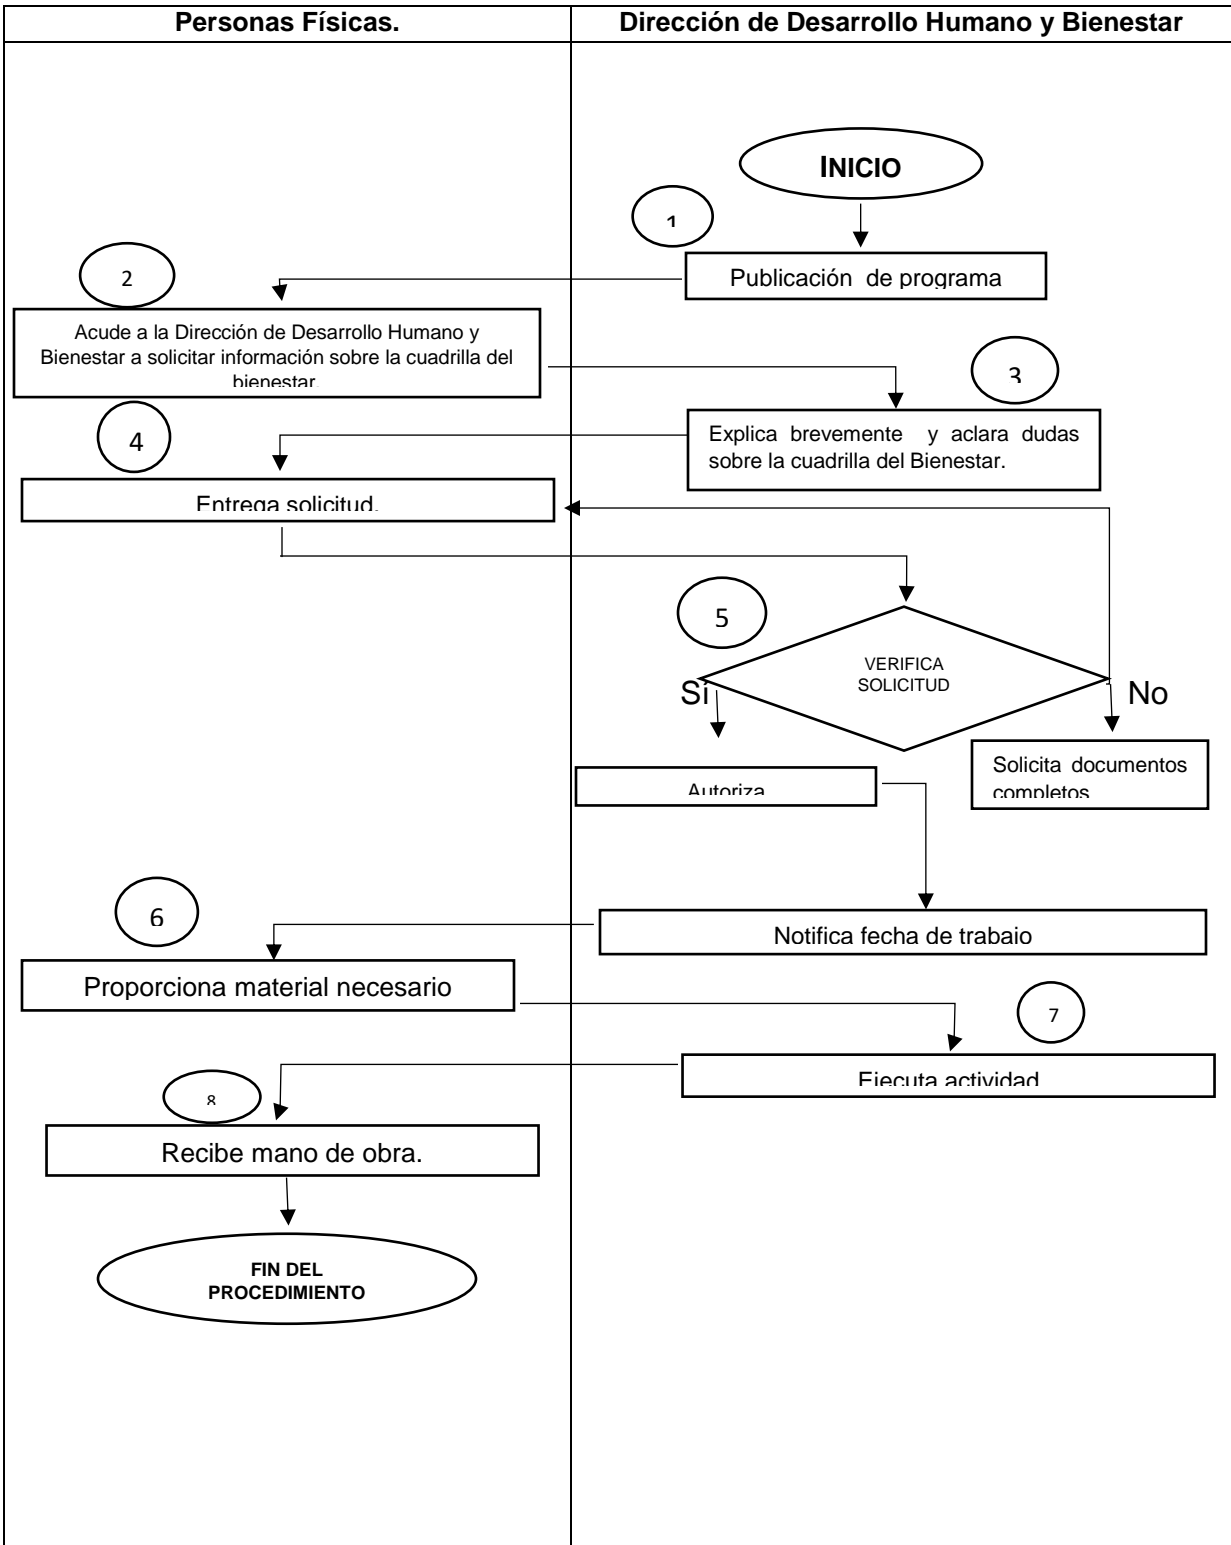 Personas Físicas.
Dirección de Desarrollo Humano y Bienestar
INICIO
1
Publicación de programa
2
Acude a la Dirección de Desarrollo Humano y
Bienestar a solicitar información sobre la cuadrilla del
bienestar.
3
Explica brevemente y aclara dudas
sobre la cuadrilla del Bienestar.
4
Entrega solicitud.
5
VERIFICA
SOLICITUD
Sí
No
Solicita documentos
completos
Autoriza
Notifica fecha de trabajo
6
Proporciona material necesario
7
Ejecuta actividad
8
Recibe mano de obra.
FIN DEL
PROCEDIMIENTO